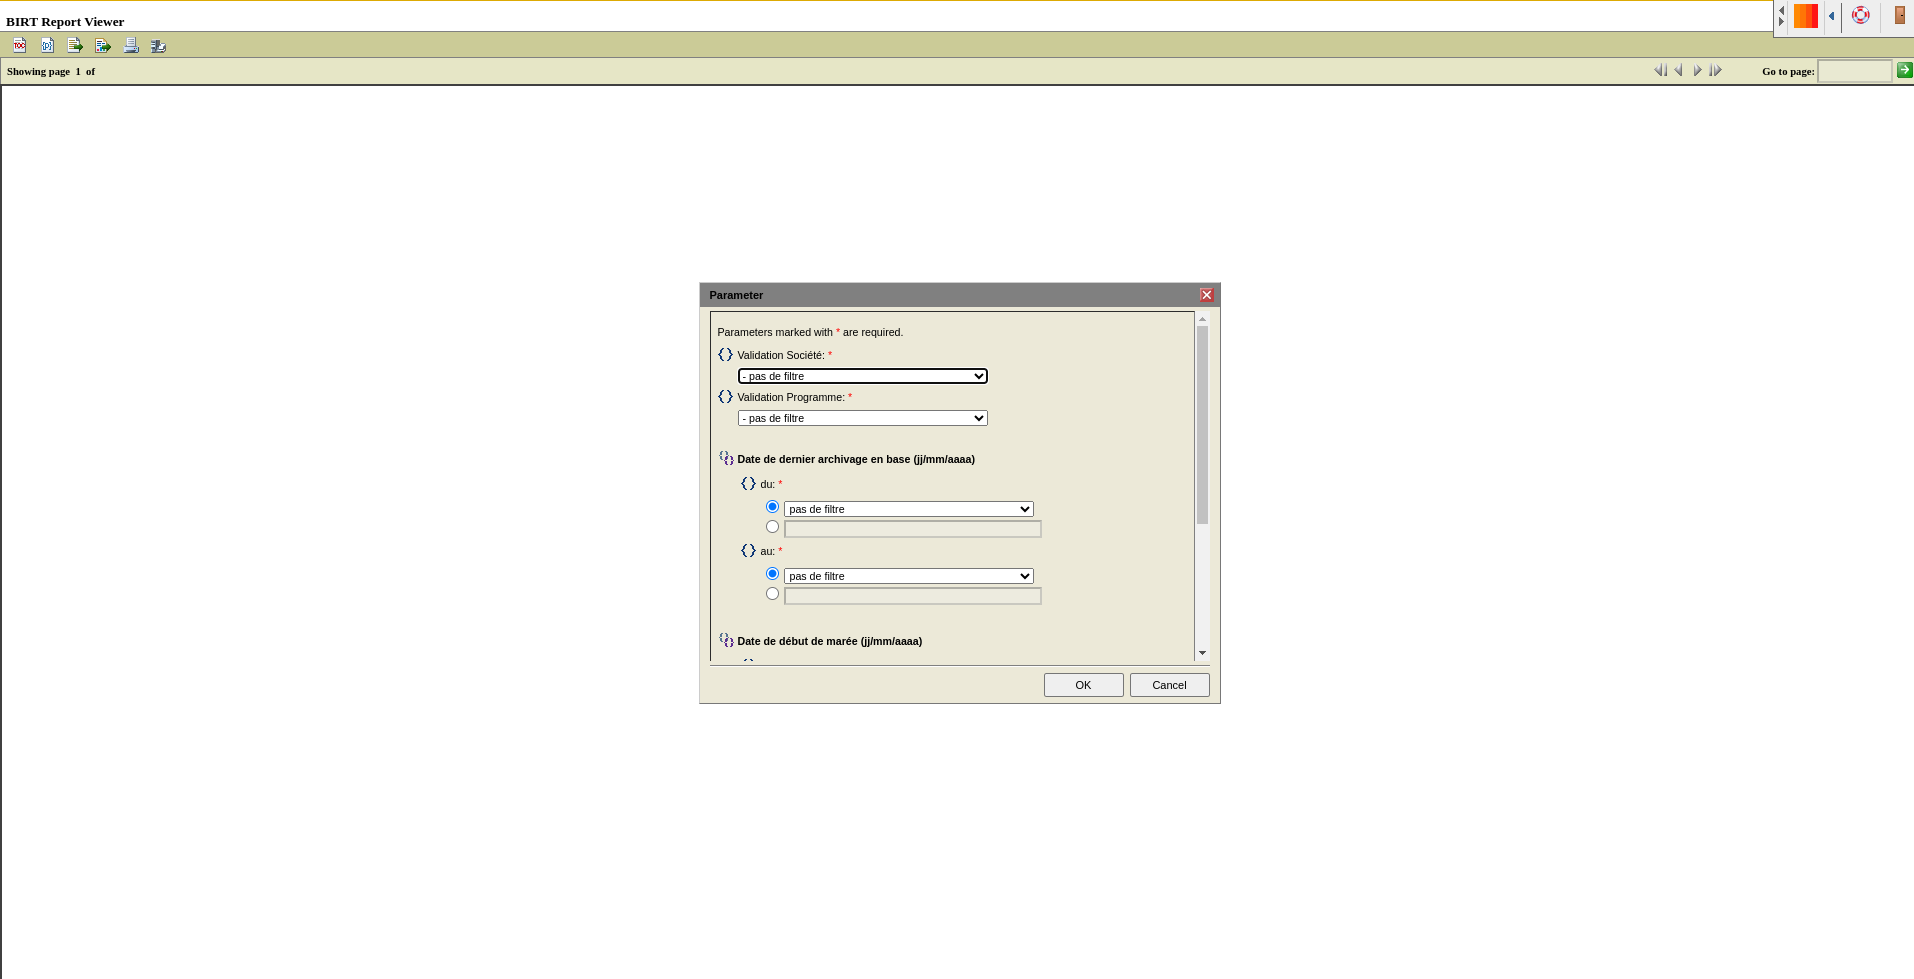 BIRT Report Viewer
TOC
Showing page 1 of
Go to page:
Parameter
Parameters marked with * are required.
Validation Société: *
- pas de filtre
Validation Programme: *
- pas de filtre
Date de dernier archivage en base (jj/mm/aaaa)
du: *
pas de filtre
au: *
pas de filtre
Date de début de marée (jj/mm/aaaa)
OK
Cancel